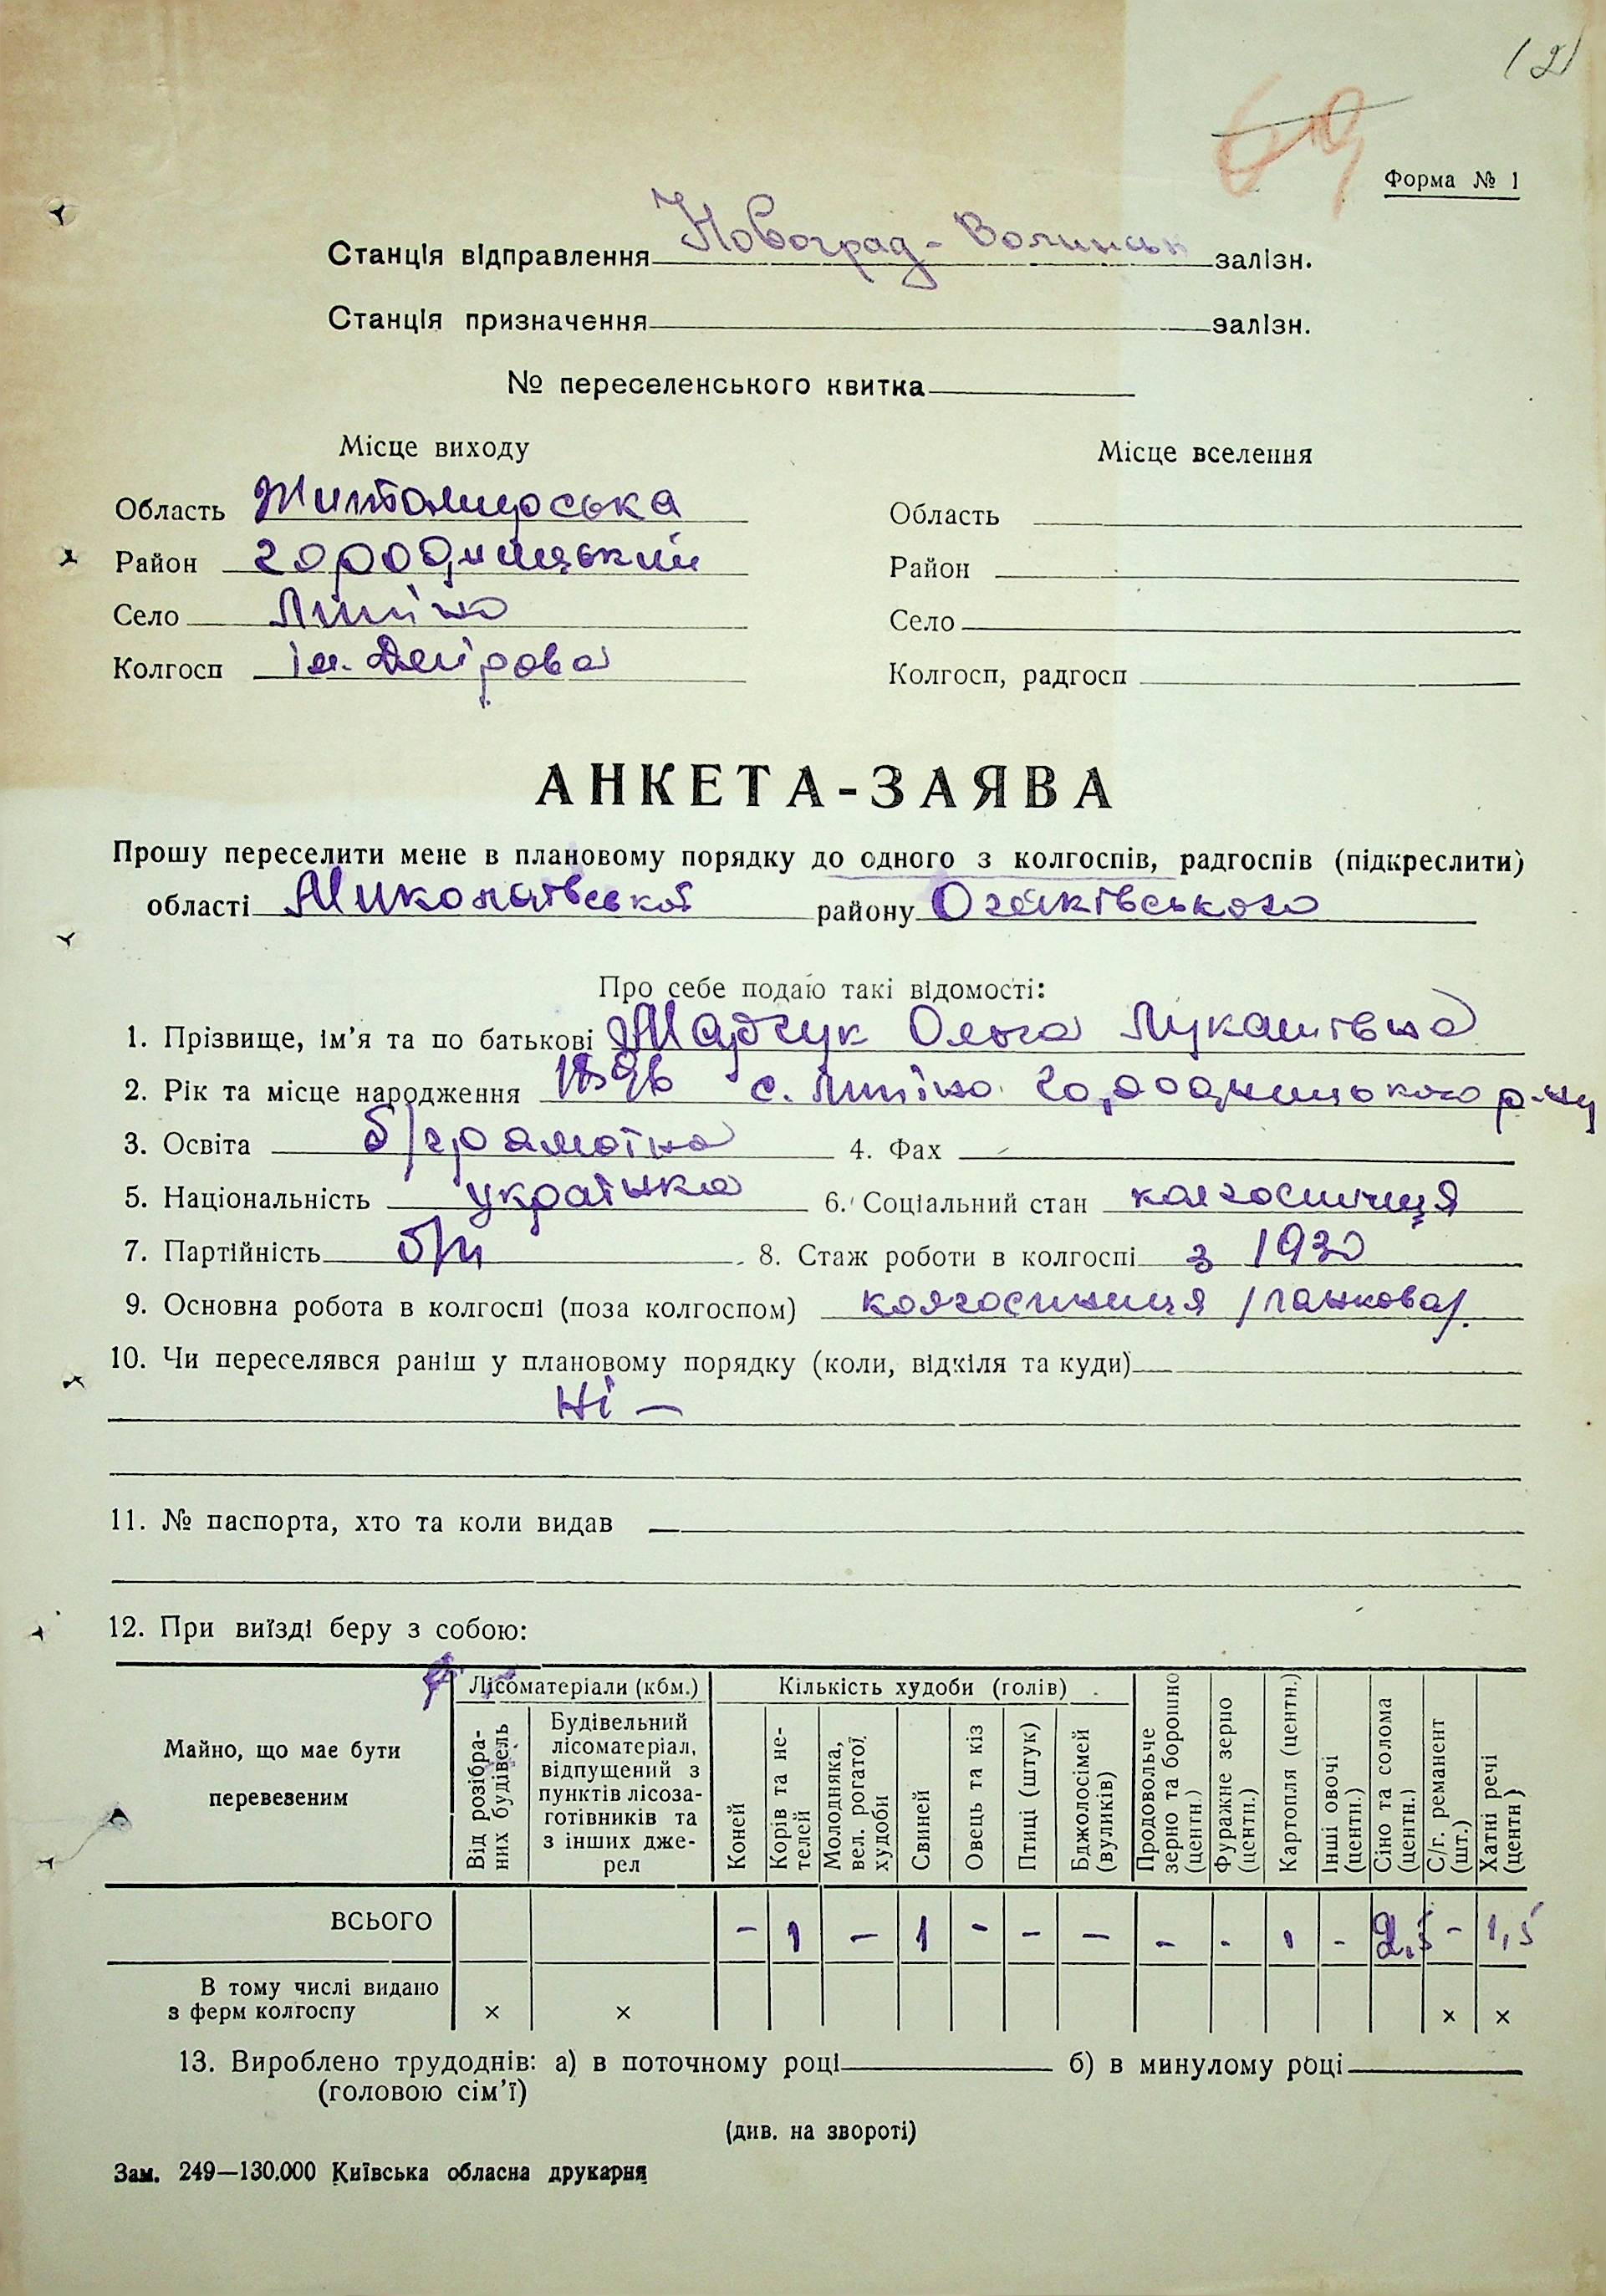 (2)
69
Форма № 1
Станція відправлення Новоград-Волинськ залізн.
Станція призначення залізн.
№ переселенського квитка
Місце виходу
Місце вселення
Область Житомирська
Область
Район Городницький
Район
Село Липіно
Село
Колгосп ім. Кірова
Колгосп, радгосп
АНКЕТА-ЗАЯВА
Прошу переселити мене в плановому порядку до одного з колгоспів, радгоспів (підкреслити)
області Миколаївської району Очаківського
Про себе подаю такі відомості:
1. Прізвище, ім’я та по батькові Ольга Лукашівна
2. Рік та місце народження 1896 с. Липіно Городницького р-ну
3. Освіта б/грамотна 4. Фах
5. Національність українка 6. Соціальний стан колгоспниця
7. Партійність б/п 8. Стаж роботи в колгоспі з 1930
9. Основна робота в колгоспі (поза колгоспом) колгоспниця /ланкова/.
10. Чи переселявся раніш у плановому порядку (коли, відкіля та куди)
Ні —
11. № паспорта, хто та коли видав
12. При виїзді беру з собою:
Майно, що має бути перевезеним
Лісоматеріали (кбм.)
Кількість худоби (голів)
Від розібраних будівель
Будівельний лісоматеріал, відпущений з пунктів лісозаготівників та з інших джерел
Коней
Корів та нетелей
Молодняка, вел. рогатої худоби
Свиней
Овець та кіз
Птиці (штук)
Бджолосімей (вуликів)
Продовольче зерно та борошно (центн.)
Фуражне зерно (центн.)
Картопля (центн.)
Інші овочі (центн.)
Сіно та солома (центн.)
С/г. реманент (шт.)
Хатні речі (центн)
ВСЬОГО - 1 - 1 - - - - - 1 - 2,5 - 1,5
В тому числі видано
з ферм колгоспу × × × ×
13. Вироблено трудоднів: а) в поточному році б) в минулому році
(головою сім’ї)
(див. на звороті)
Зам. 249—130.000 Київська обласна друкарня